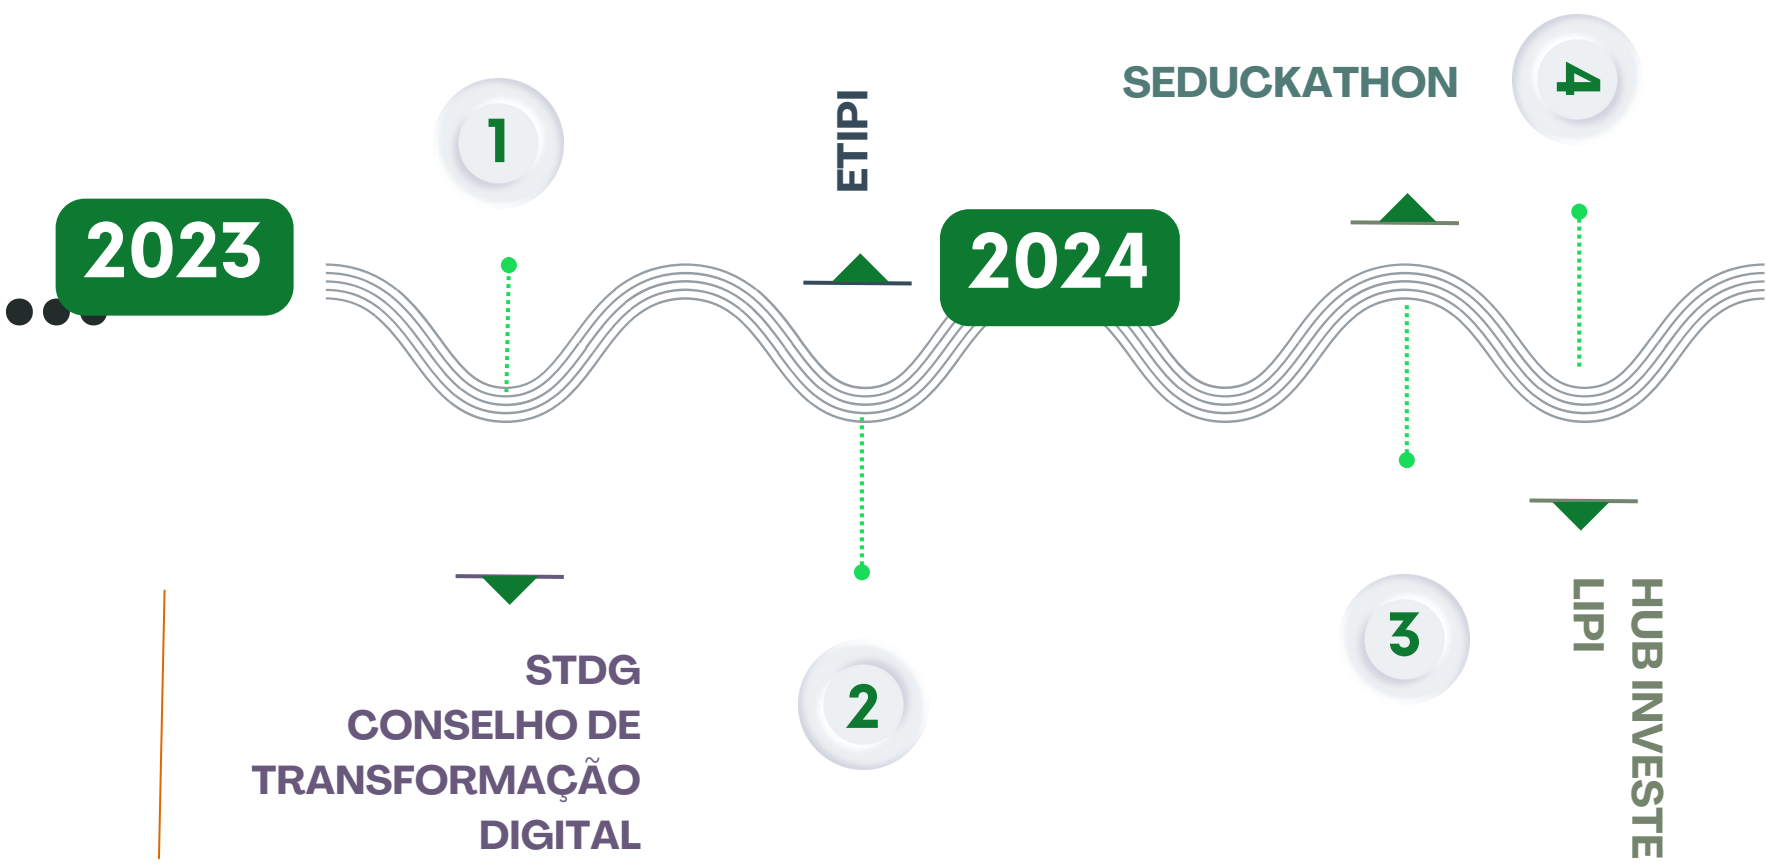 2023
1
STDG
CONSELHO DE
TRANSFORMAÇÃO
DIGITAL
ETIPI
2
2024
SEDUCKATHON
3
4
HUB INVESTE
LIPI